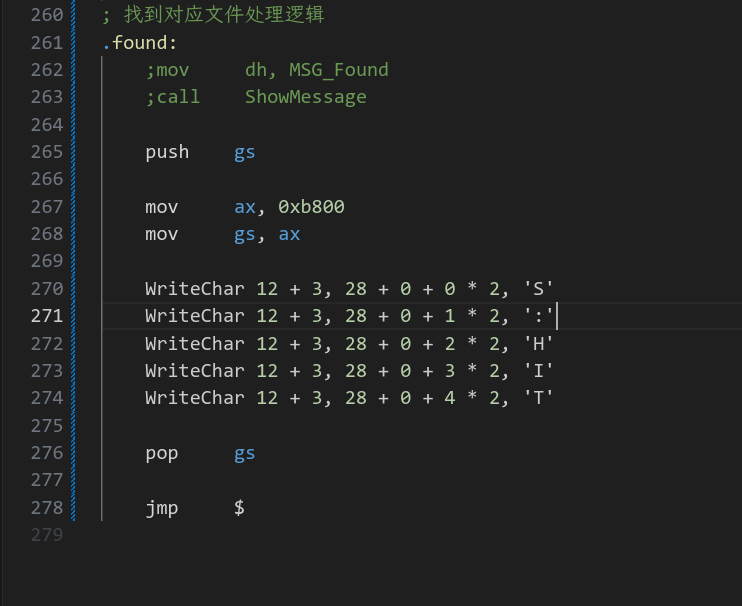 260 ; 找到对应文件处理逻辑
261 .found:
262 ;mov dh, MSG_Found
263 ;call ShowMessage
264
265 push gs
266
267 mov ax, 0xb800
268 mov gs, ax
269
270 WriteChar 12 + 3, 28 + 0 + 0 * 2, 'S'
271 WriteChar 12 + 3, 28 + 0 + 1 * 2, ':'
272 WriteChar 12 + 3, 28 + 0 + 2 * 2, 'H'
273 WriteChar 12 + 3, 28 + 0 + 3 * 2, 'I'
274 WriteChar 12 + 3, 28 + 0 + 4 * 2, 'T'
275
276 pop gs
277
278 jmp $
279